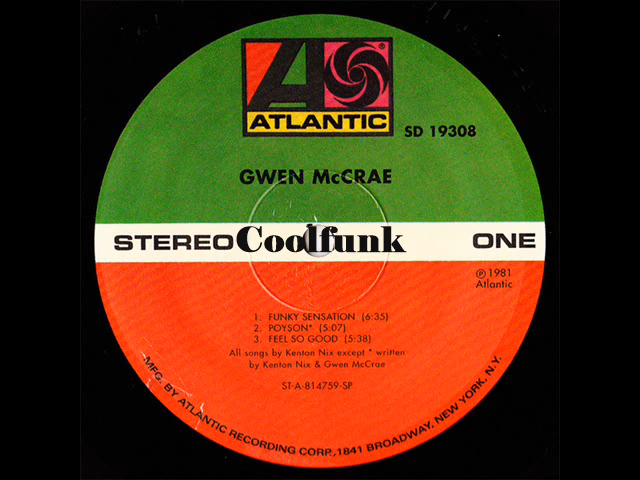 ATLANTIC
®
SD 19308
GWEN McCRAE
STEREO Coolfunk ONE
℗ 1981
Atlantic
1. FUNKY SENSATION (6:35)
2. POYSON* (5:07)
3. FEEL SO GOOD (5:38)
All songs by Kenton Nix except * written
by Kenton Nix & Gwen McCrae
ST-A-814759-SP
MFD. BY ATLANTIC RECORDING CORP., 1841 BROADWAY, NEW YORK, N.Y.